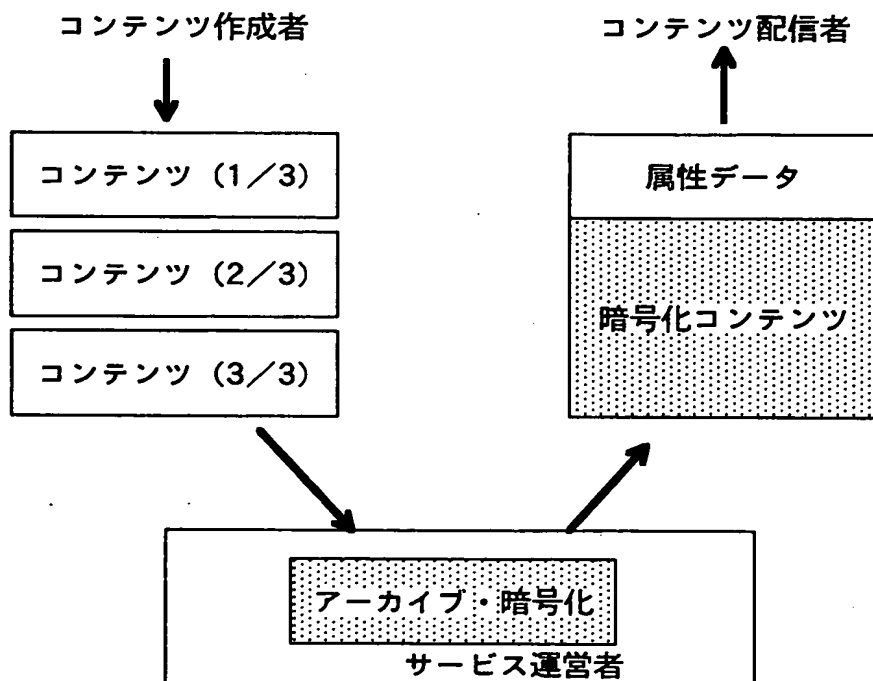 コンテンツ作成者
コンテンツ（1／3）
コンテンツ（2／3）
コンテンツ（3／3）
コンテンツ配信者
属性データ
暗号化コンテンツ
アーカイブ・暗号化
サービス運営者